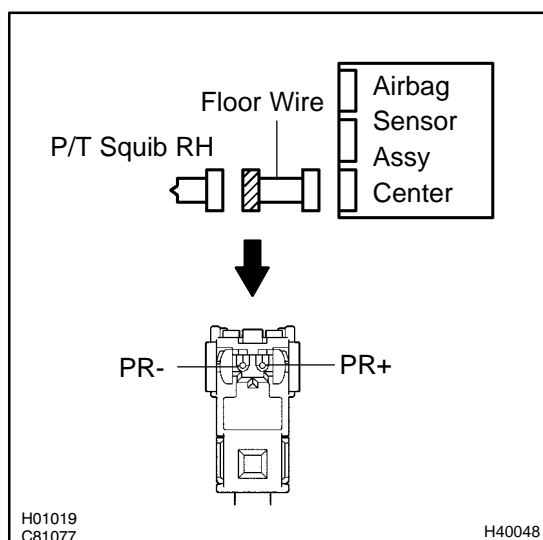 Airbag
Sensor
Assy
Center
Floor Wire
P/T Squib RH
PR-
PR+
H01019
C81077
H40048